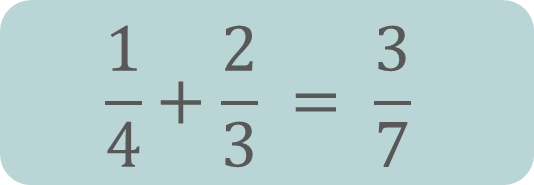 1/4 + 2/3 = 3/7